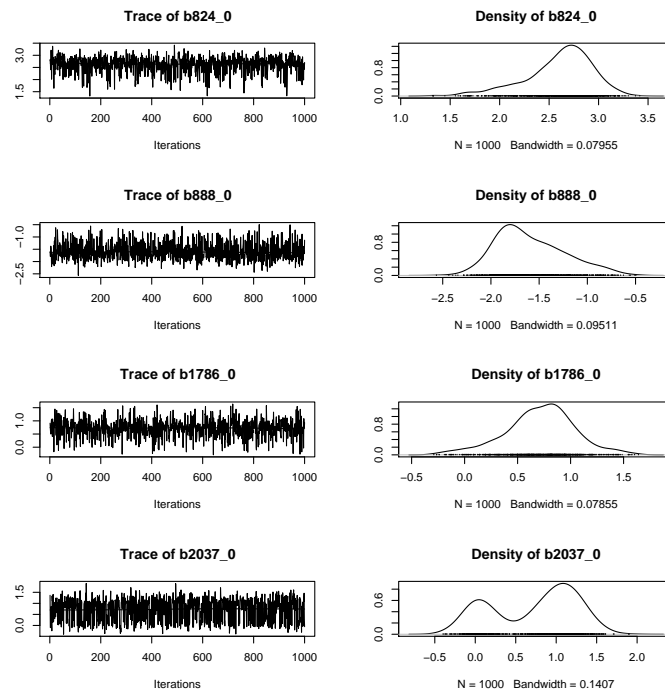 Trace of b824_0
3.0
1.5
0 200 400 600 800 1000
Iterations
Density of b824_0
0.8
0.0
1.0 1.5 2.0 2.5 3.0 3.5
N = 1000 Bandwidth = 0.07955
Trace of b888_0
−1.0
−2.5
0 200 400 600 800 1000
Iterations
Density of b888_0
0.8
0.0
−2.5 −2.0 −1.5 −1.0 −0.5
N = 1000 Bandwidth = 0.09511
Trace of b1786_0
1.0
0.0
0 200 400 600 800 1000
Iterations
Density of b1786_0
0.8
0.0
−0.5 0.0 0.5 1.0 1.5
N = 1000 Bandwidth = 0.07855
Trace of b2037_0
1.5
0.0
0 200 400 600 800 1000
Iterations
Density of b2037_0
0.6
0.0
−0.5 0.0 0.5 1.0 1.5 2.0
N = 1000 Bandwidth = 0.1407